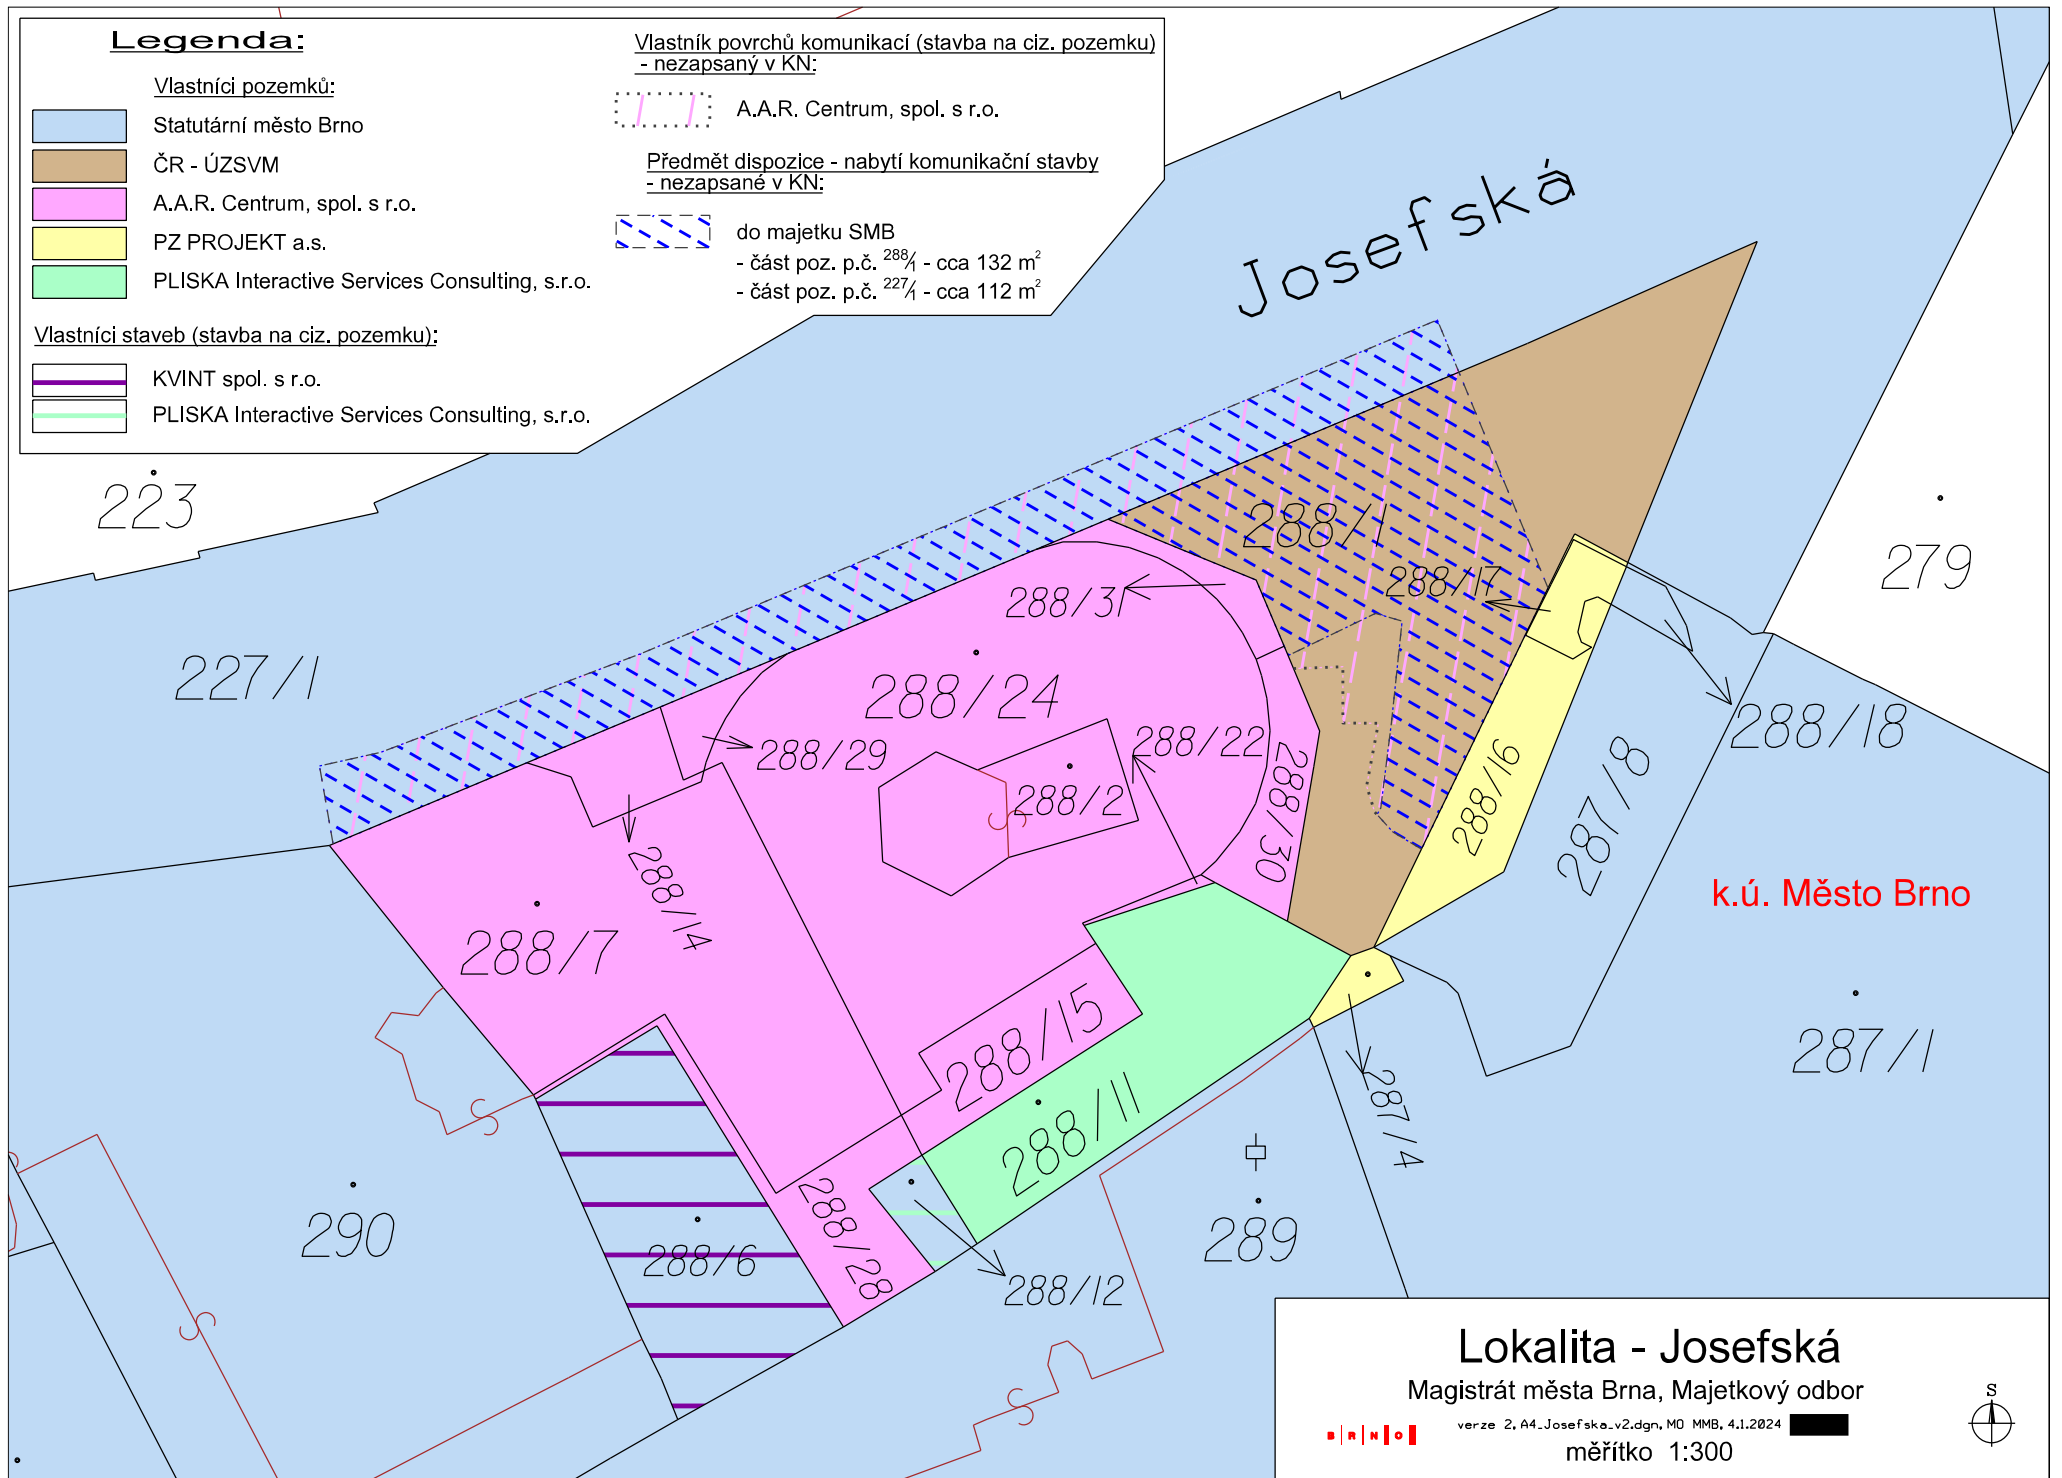 Legenda:
Vlastníci pozemků:
Statutární město Brno
ČR - ÚZSVM
A.A.R. Centrum, spol. s r.o.
PZ PROJEKT a.s.
PLISKA Interactive Services Consulting, s.r.o.
Vlastníci staveb (stavba na ciz. pozemku):
KVINT spol. s r.o.
PLISKA Interactive Services Consulting, s.r.o.
Vlastník povrchů komunikací (stavba na ciz. pozemku)
- nezapsaný v KN:
A.A.R. Centrum, spol. s r.o.
Předmět dispozice - nabytí komunikační stavby
- nezapsané v KN:
do majetku SMB
- část poz. p.č. 288/1 - cca 132 m²
- část poz. p.č. 227/1 - cca 112 m²
Josefská
223
279
288/1
288/17
288/31
227/1
288/24
288/18
288/29
288/22
288/2
288/30
288/16
287/8
288/14
288/7
k.ú. Město Brno
288/15
287/1
288/11
287/4
290
288/6
288/28
288/12
289
S
S
S
S
Lokalita - Josefská
Magistrát města Brna, Majetkový odbor
verze 2, A4_Josefska_v2.dgn, MO MMB, 4.1.2024
BRNO
měřítko 1:300
S